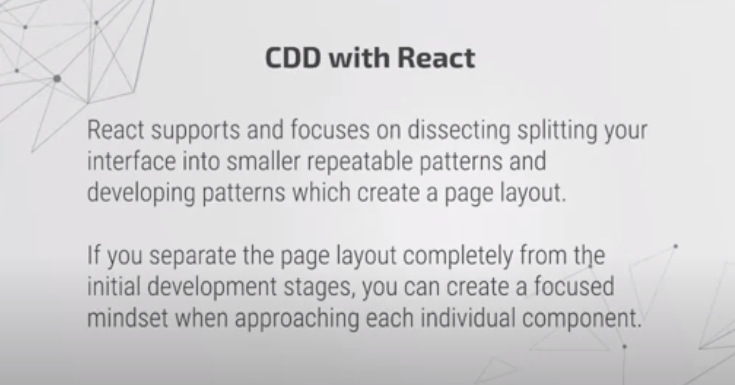 CDD with React
React supports and focuses on dissecting splitting your
interface into smaller repeatable patterns and
developing patterns which create a page layout.
If you separate the page layout completely from the
initial development stages, you can create a focused
mindset when approaching each individual component.